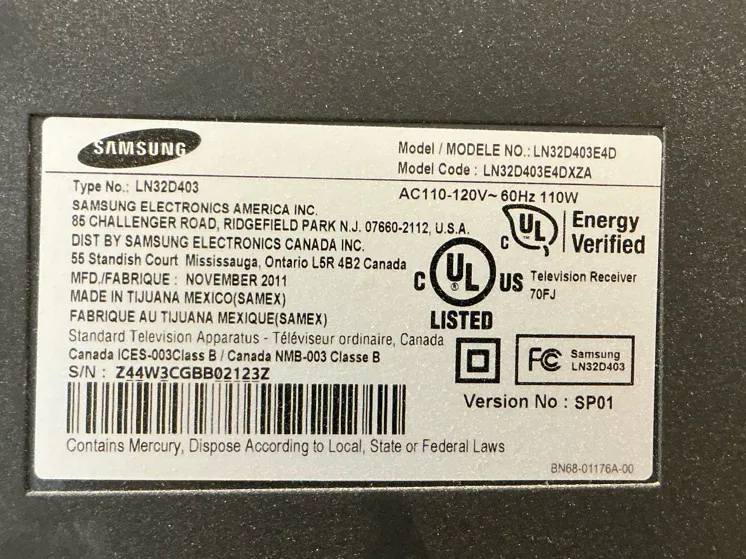 SAMSUNG
Model / MODELE NO.: LN32D403E4D
Model Code : LN32D403E4DXZA
Type No.: LN32D403
AC110-120V~ 60Hz 110W
SAMSUNG ELECTRONICS AMERICA INC.
85 CHALLENGER ROAD, RIDGEFIELD PARK N.J. 07660-2112, U.S.A.
DIST BY SAMSUNG ELECTRONICS CANADA INC.
55 Standish Court Mississauga, Ontario L5R 4B2 Canada
MFD./FABRIQUE : NOVEMBER 2011
MADE IN TIJUANA MEXICO(SAMEX)
FABRIQUE AU TIJUANA MEXIQUE(SAMEX)
C UL Energy
Verified
C UL ® US
LISTED
Television Receiver
70FJ
Standard Television Apparatus - Téléviseur ordinaire, Canada
Canada ICES-003Class B / Canada NMB-003 Classe B
S/N : Z44W3CGBB02123Z
FC Samsung
LN32D403
Version No : SP01
Contains Mercury, Dispose According to Local, State or Federal Laws
BN68-01176A-00